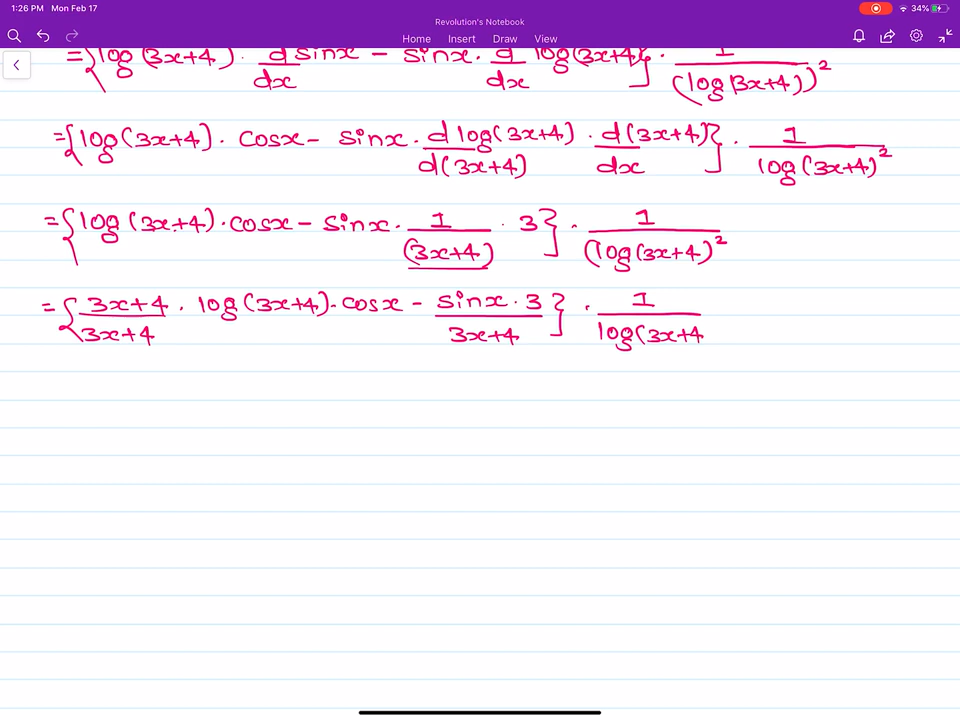 1:26 PM Mon Feb 17 34%
Revolution's Notebook
Home Insert Draw View
= { log (3x+4) · d sinx/dx − sinx · d/dx log(3x+4) } · 1/(log(3x+4))²
= { log(3x+4) · cosx − sinx · d log(3x+4)/d(3x+4) · d(3x+4)/dx } · 1/log(3x+4)²
= { log(3x+4) · cosx − sinx · 1/(3x+4) · 3 } · 1/(log(3x+4)²
= { 3x+4/3x+4 · log(3x+4) · cosx − sinx · 3/3x+4 } · 1/log(3x+4